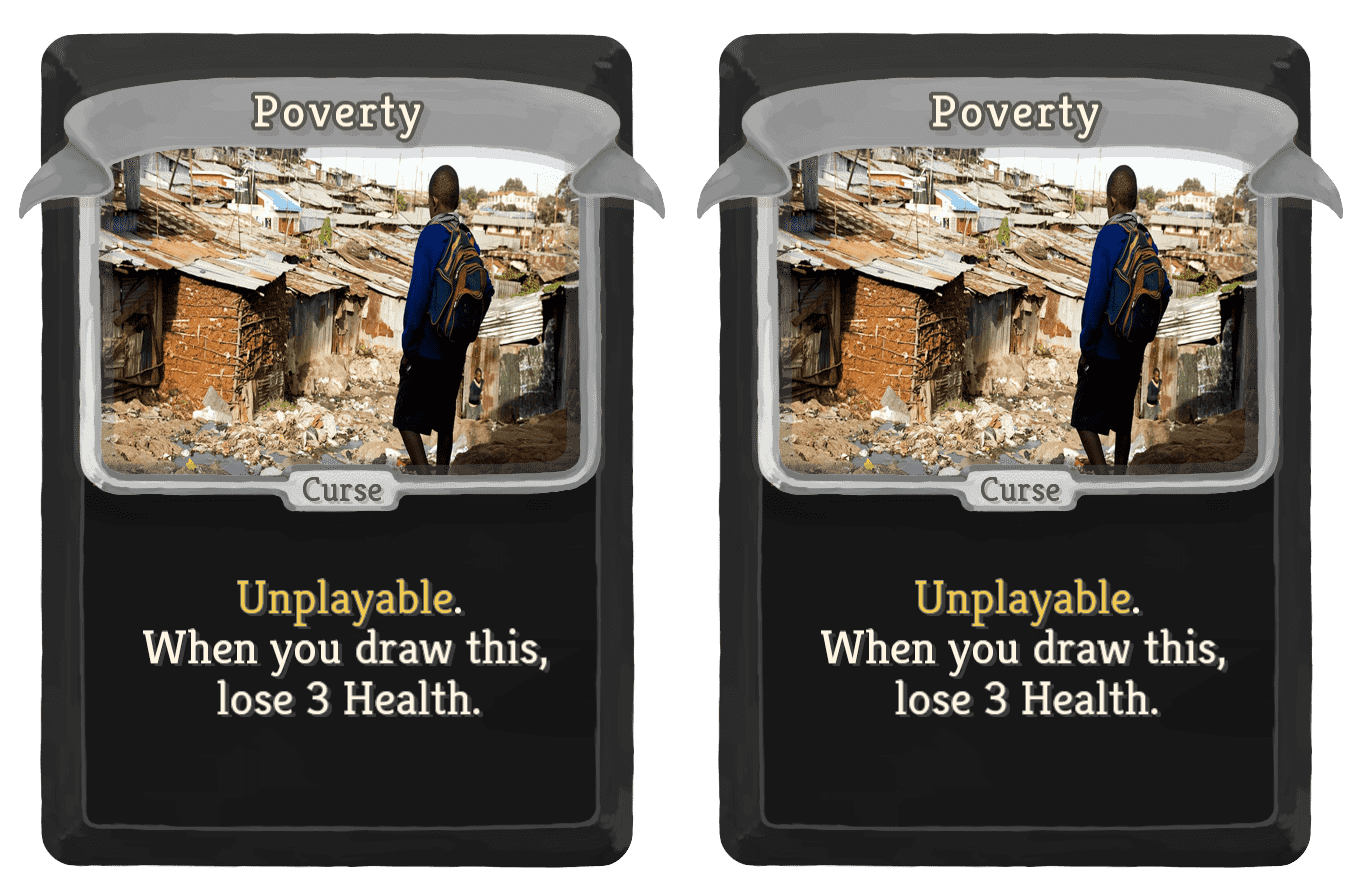 Poverty
Curse
Unplayable.
When you draw this,
lose 3 Health.
Poverty
Curse
Unplayable.
When you draw this,
lose 3 Health.